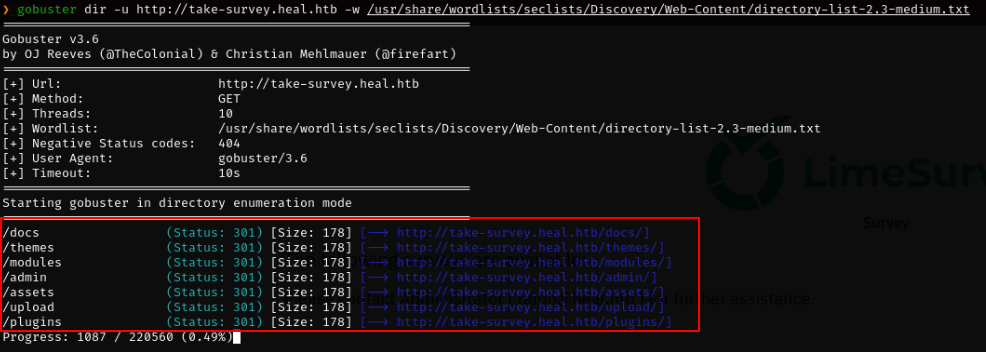 ❯ gobuster dir -u http://take-survey.heal.htb -w /usr/share/wordlists/seclists/Discovery/Web-Content/directory-list-2.3-medium.txt
===============================================================
Gobuster v3.6
by OJ Reeves (@TheColonial) & Christian Mehlmauer (@firefart)
===============================================================
[+] Url:                     http://take-survey.heal.htb
[+] Method:                  GET
[+] Threads:                 10
[+] Wordlist:                /usr/share/wordlists/seclists/Discovery/Web-Content/directory-list-2.3-medium.txt
[+] Negative Status codes:   404
[+] User Agent:              gobuster/3.6
[+] Timeout:                 10s
===============================================================
LimeSurv
Starting gobuster in directory enumeration mode
===============================================================
Survey
/docs                 (Status: 301) [Size: 178] [--> http://take-survey.heal.htb/docs/]
/themes               (Status: 301) [Size: 178] [--> http://take-survey.heal.htb/themes/]
/modules              (Status: 301) [Size: 178] [--> http://take-survey.heal.htb/modules/]
/admin                (Status: 301) [Size: 178] [--> http://take-survey.heal.htb/admin/]
/assets               (Status: 301) [Size: 178] [--> http://take-survey.heal.htb/assets/]
further assistance.
/upload               (Status: 301) [Size: 178] [--> http://take-survey.heal.htb/upload/]
/plugins              (Status: 301) [Size: 178] [--> http://take-survey.heal.htb/plugins/]
Progress: 1087 / 220560 (0.49%)